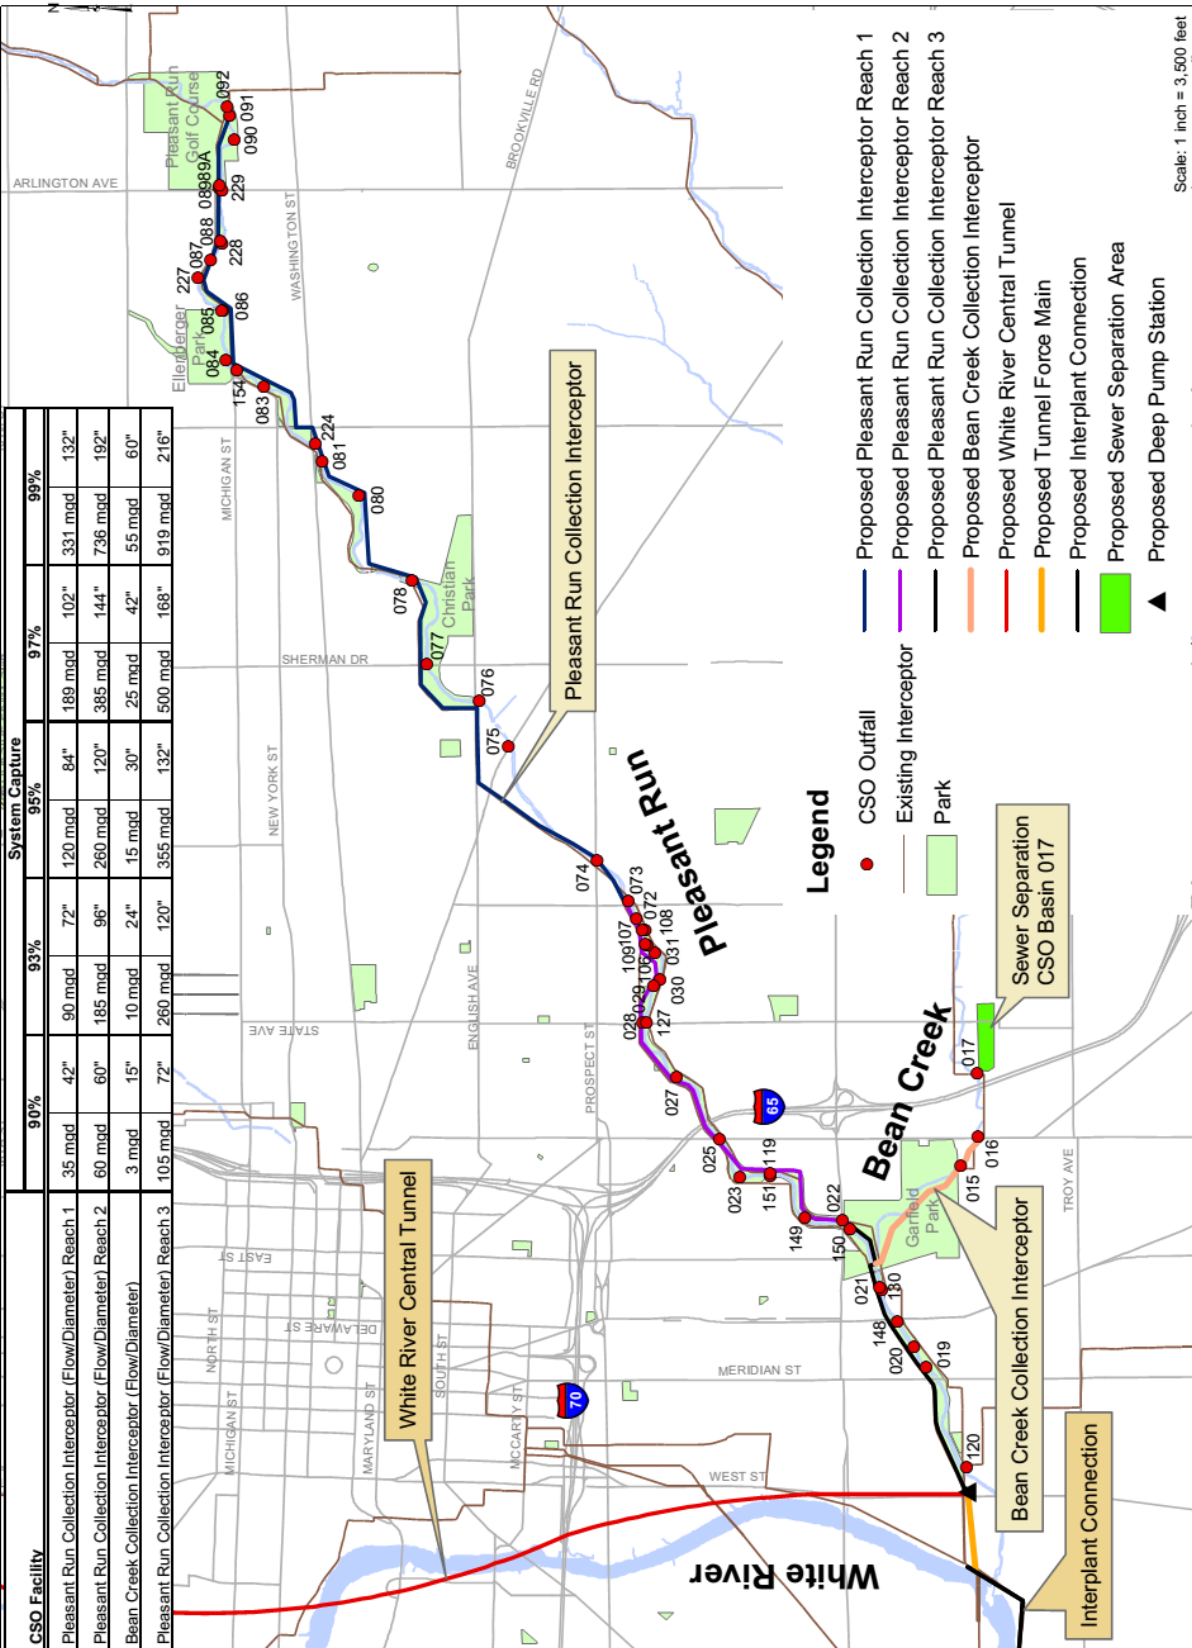 System Capture
CSO Facility 90% 93% 95% 97% 99%
Pleasant Run Collection Interceptor (Flow/Diameter) Reach 1 35 mgd 42" 90 mgd 72" 120 mgd 84" 189 mgd 102" 331 mgd 132"
Pleasant Run Collection Interceptor (Flow/Diameter) Reach 2 60 mgd 60" 185 mgd 96" 260 mgd 120" 385 mgd 144" 736 mgd 192"
Bean Creek Collection Interceptor (Flow/Diameter) 3 mgd 15" 10 mgd 24" 15 mgd 30" 25 mgd 42" 55 mgd 60"
Pleasant Run Collection Interceptor (Flow/Diameter) Reach 3 105 mgd 72" 260 mgd 120" 355 mgd 132" 500 mgd 168" 919 mgd 216"
N
Pleasant Run
Golf Course
092
091
090
ARLINGTON AVE
08989A
229
088
228
087
227
086
085
Ellenberger
Park
084
154
083
WASHINGTON ST
BROOKVILLE RD
MICHIGAN ST
224
081
080
078
Christian
Park
077
SHERMAN DR
076
075
NEW YORK ST
Pleasant Run Collection Interceptor
074
073
072
107
108
109
106
031
030
029
028
127
Pleasant Run
STATE AVE
ENGLISH AVE
PROSPECT ST
027
025
65
023
119
151
149
022
150
Bean Creek
017
Sewer Separation
CSO Basin 017
016
015
Garfield
Park
TROY AVE
021
130
148
020
019
120
EAST ST
DELAWARE ST
NORTH ST
MICHIGAN ST
MARYLAND ST
SOUTH ST
MCCARTY ST
MERIDIAN ST
WEST ST
70
White River Central Tunnel
White River
Bean Creek Collection Interceptor
Interplant Connection
Legend
CSO Outfall
Existing Interceptor
Park
Proposed Pleasant Run Collection Interceptor Reach 1
Proposed Pleasant Run Collection Interceptor Reach 2
Proposed Pleasant Run Collection Interceptor Reach 3
Proposed Bean Creek Collection Interceptor
Proposed White River Central Tunnel
Proposed Tunnel Force Main
Proposed Interplant Connection
Proposed Sewer Separation Area
Proposed Deep Pump Station
Scale: 1 inch = 3,500 feet